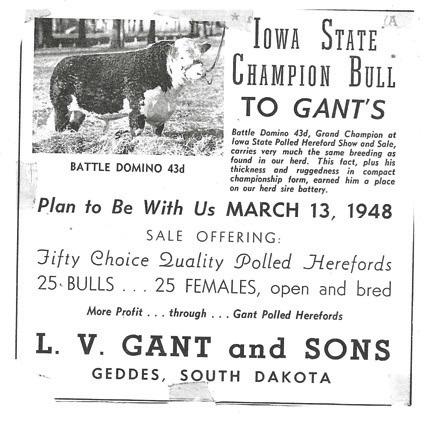 IOWA STATE
CHAMPION BULL
TO GANT'S
Battle Domino 43d, Grand Champion at
Iowa State Polled Hereford Show and Sale,
carries very much the same breeding as
found in our herd. This fact, plus his
thickness and ruggedness in compact
championship form, earned him a place
on our herd sire battery.
BATTLE DOMINO 43d
Plan to Be With Us MARCH 13, 1948
SALE OFFERING:
Fifty Choice Quality Polled Herefords
25 BULLS . . . 25 FEMALES, open and bred
More Profit . . . through . . . Gant Polled Herefords
L. V. GANT and SONS
GEDDES, SOUTH DAKOTA